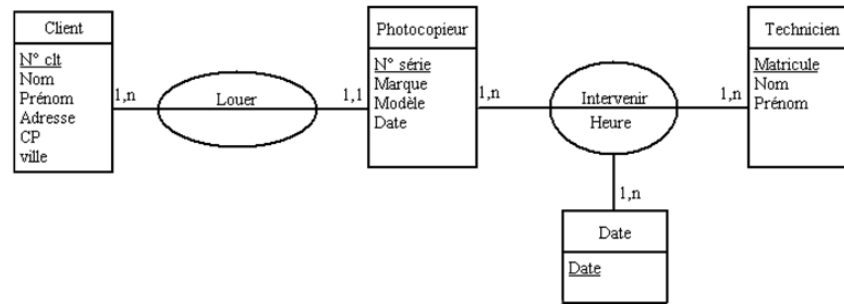 Client
N° clt
Nom
Prénom
Adresse
CP
ville
1,n
Louer
1,1
Photocopieur
N° série
Marque
Modèle
Date
1,n
Intervenir
Heure
1,n
Technicien
Matricule
Nom
Prénom
1,n
Date
Date